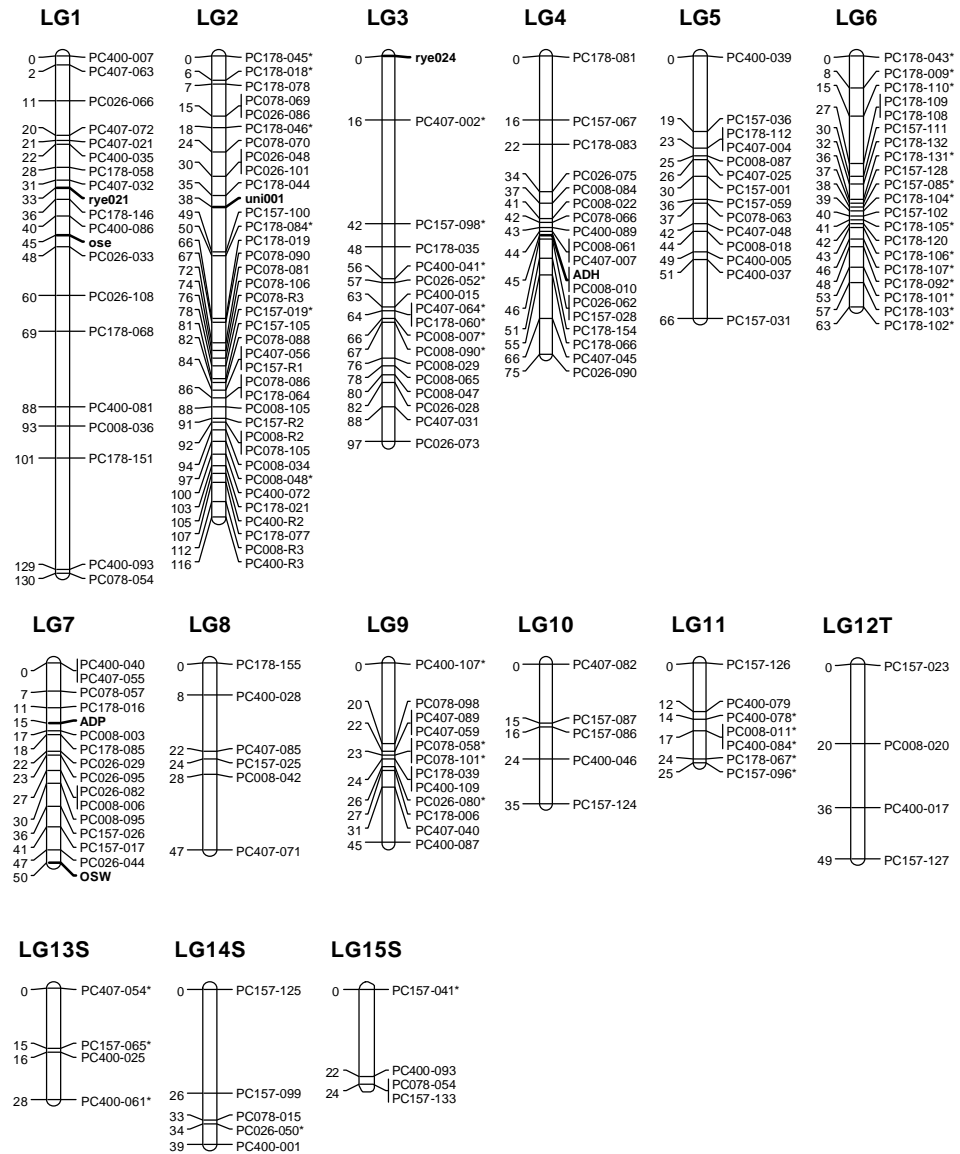 LG1
0 PC400-007
2 PC407-063
11 PC026-066
20 PC407-072
21 PC407-021
22 PC400-035
28 PC178-058
31 PC407-032
33 rye021
36 PC178-146
40 PC400-086
45 ose
48 PC026-033
60 PC026-108
69 PC178-068
88 PC400-081
93 PC008-036
101 PC178-151
129 PC400-093
130 PC078-054
LG2
0 PC178-045*
6 PC178-018*
7 PC178-078
15 PC078-069
PC026-086
18 PC178-046*
24 PC078-070
30 PC026-048
PC026-101
35 PC178-044
38 uni001
49 PC157-100
50 PC178-084*
66 PC178-019
67 PC078-090
72 PC078-081
74 PC078-106
76 PC078-R3
78 PC157-019*
81 PC157-105
82 PC078-088
84 PC407-056
PC157-R1
86 PC078-086
PC178-064
88 PC008-105
91 PC157-R2
92 PC008-R2
PC078-105
94 PC008-034
97 PC008-048*
100 PC400-072
103 PC178-021
105 PC400-R2
107 PC178-077
112 PC008-R3
116 PC400-R3
LG3
0 rye024
16 PC407-002*
42 PC157-098*
48 PC178-035
56 PC400-041*
57 PC026-052*
63 PC400-015
64 PC407-064*
PC178-060*
66 PC008-007*
67 PC008-090*
76 PC008-029
78 PC008-065
80 PC008-047
82 PC026-028
88 PC407-031
97 PC026-073
LG4
0 PC178-081
16 PC157-067
22 PC178-083
34 PC026-075
37 PC008-084
41 PC008-022
42 PC078-066
43 PC400-089
44 PC008-061
PC407-007
45 ADH
PC008-010
46 PC026-062
PC157-028
51 PC178-154
55 PC178-066
66 PC407-045
75 PC026-090
LG5
0 PC400-039
19 PC157-036
23 PC178-112
PC407-004
25 PC008-087
26 PC407-025
30 PC157-001
36 PC157-059
37 PC078-063
42 PC407-048
44 PC008-018
49 PC400-005
51 PC400-037
66 PC157-031
LG6
0 PC178-043*
8 PC178-009*
15 PC178-110*
27 PC178-109
PC178-108
30 PC157-111
32 PC178-132
36 PC178-131*
37 PC157-128
38 PC157-085*
39 PC178-104*
40 PC157-102
41 PC178-105*
42 PC178-120
43 PC178-106*
46 PC178-107*
48 PC178-092*
53 PC178-101*
57 PC178-103*
63 PC178-102*
LG7
0 PC400-040
PC407-055
7 PC078-057
11 PC178-016
15 ADP
17 PC008-003
18 PC178-085
22 PC026-029
23 PC026-095
27 PC026-082
PC008-006
30 PC008-095
36 PC157-026
41 PC157-017
47 PC026-044
50 OSW
LG8
0 PC178-155
8 PC400-028
22 PC407-085
24 PC157-025
28 PC008-042
47 PC407-071
LG9
0 PC400-107*
20 PC078-098
22 PC407-089
PC407-059
23 PC078-058*
PC078-101*
24 PC178-039
PC400-109
26 PC026-080*
27 PC178-006
31 PC407-040
45 PC400-087
LG10
0 PC407-082
15 PC157-087
16 PC157-086
24 PC400-046
35 PC157-124
LG11
0 PC157-126
12 PC400-079
14 PC400-078*
17 PC008-011*
PC400-084*
24 PC178-067*
25 PC157-096*
LG12T
0 PC157-023
20 PC008-020
36 PC400-017
49 PC157-127
LG13S
0 PC407-054*
15 PC157-065*
16 PC400-025
28 PC400-061*
LG14S
0 PC157-125
26 PC157-099
33 PC078-015
34 PC026-050*
39 PC400-001
LG15S
0 PC157-041*
22 PC400-093
24 PC078-054
PC157-133